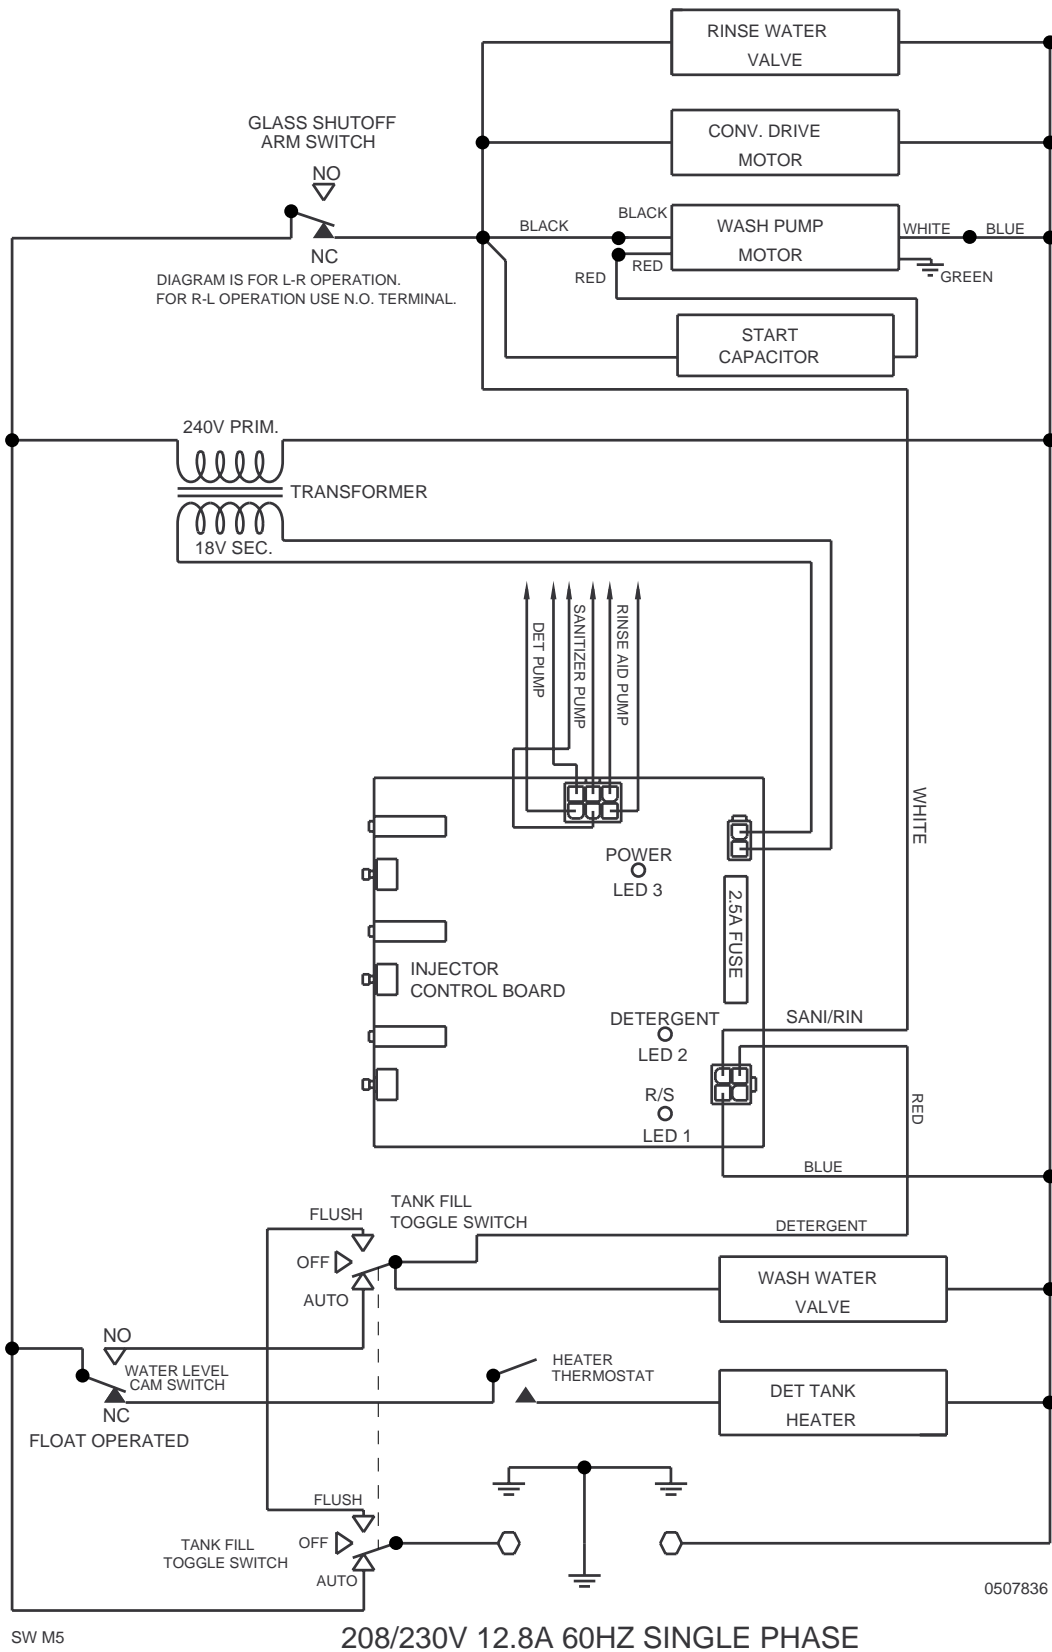 RINSE WATER
VALVE
GLASS SHUTOFF
ARM SWITCH
CONV. DRIVE
MOTOR
NO
BLACK
BLACK
WASH PUMP
MOTOR
WHITE
BLUE
NC
RED
RED
GREEN
DIAGRAM IS FOR L-R OPERATION.
FOR R-L OPERATION USE N.O. TERMINAL.
START
CAPACITOR
240V PRIM.
TRANSFORMER
18V SEC.
DET PUMP
SANITIZER PUMP
RINSE AID PUMP
WHITE
POWER
LED 3
2.5A FUSE
INJECTOR
CONTROL BOARD
DETERGENT
LED 2
SANI/RIN
R/S
LED 1
RED
BLUE
TANK FILL
TOGGLE SWITCH
FLUSH
OFF
AUTO
DETERGENT
WASH WATER
VALVE
NO
WATER LEVEL
CAM SWITCH
NC
FLOAT OPERATED
HEATER
THERMOSTAT
DET TANK
HEATER
FLUSH
OFF
TANK FILL
TOGGLE SWITCH
AUTO
0507836
SW M5
208/230V 12.8A 60HZ SINGLE PHASE